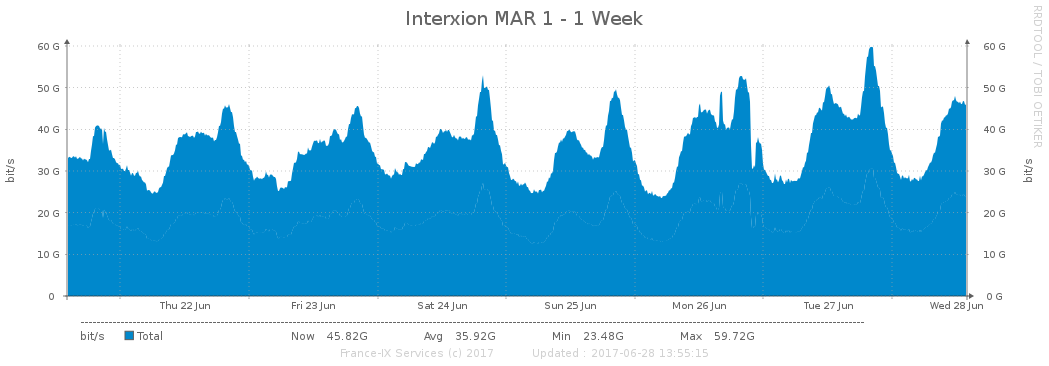 Interxion MAR 1 - 1 Week
RRDTOOL / TOBI OETIKER
60 G 60 G
50 G 50 G
40 G 40 G
30 G 30 G
20 G 20 G
10 G 10 G
0 0 G
bit/s
bit/s
Thu 22 Jun Fri 23 Jun Sat 24 Jun Sun 25 Jun Mon 26 Jun Tue 27 Jun Wed 28 Jun
bit/s Total Now 45.82G Avg 35.92G Min 23.48G Max 59.72G
France-IX Services (c) 2017 Updated : 2017-06-28 13:55:15